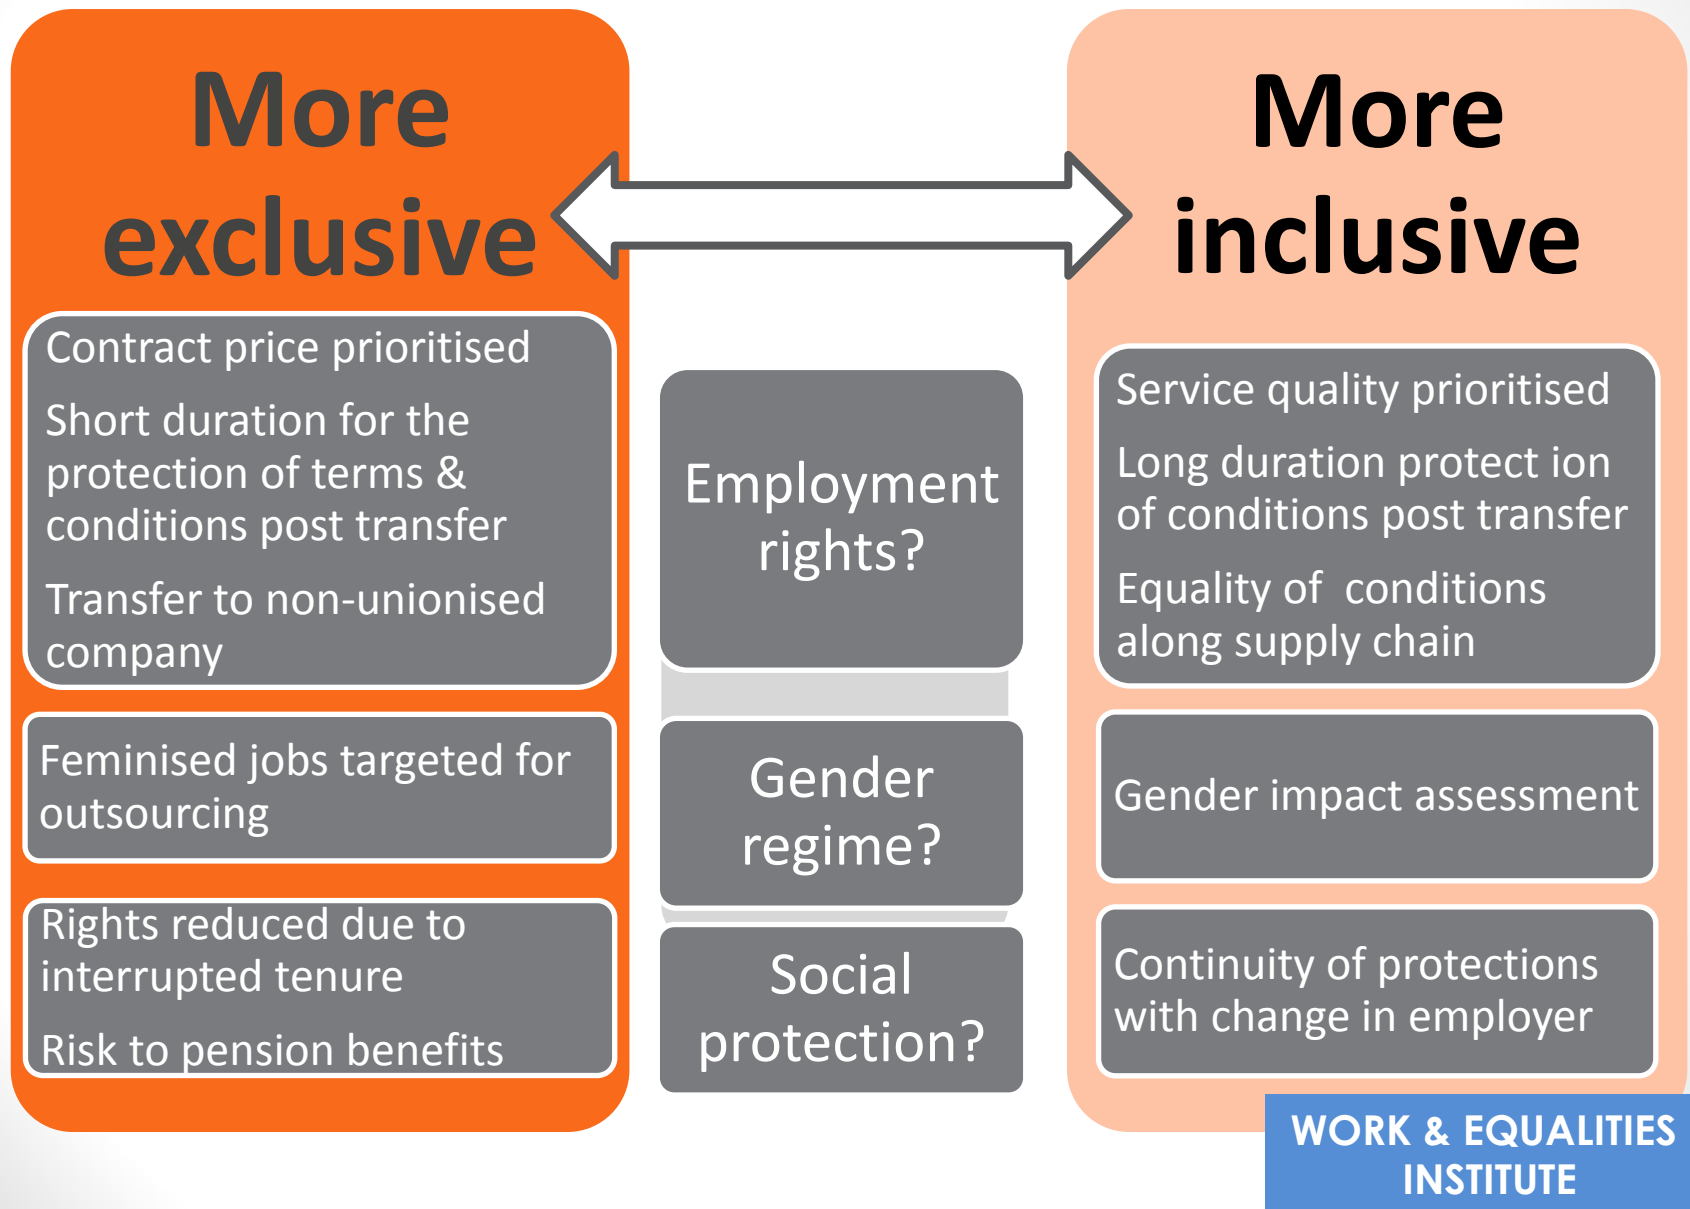 More
exclusive
Contract price prioritised
Short duration for the
protection of terms &
conditions post transfer
Transfer to non-unionised
company
Feminised jobs targeted for
outsourcing
Rights reduced due to
interrupted tenure
Risk to pension benefits
Employment
rights?
Gender
regime?
Social
protection?
More
inclusive
Service quality prioritised
Long duration protect ion
of conditions post transfer
Equality of  conditions
along supply chain
Gender impact assessment
Continuity of protections
with change in employer
WORK & EQUALITIES
INSTITUTE